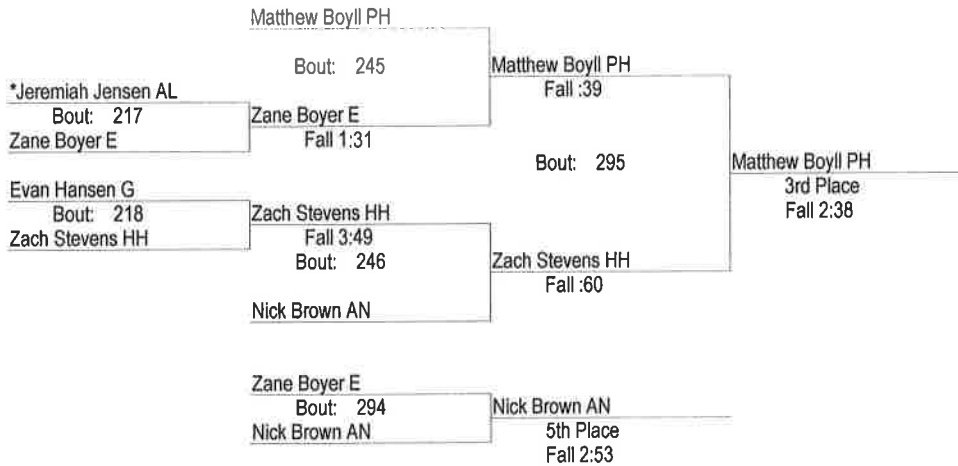 Matthew Boyll PH
Bout: 245
Matthew Boyll PH
Fall :39
*Jeremiah Jensen AL
Bout: 217
Zane Boyer E
Zane Boyer E
Fall 1:31
Bout: 295
Matthew Boyll PH
3rd Place
Fall 2:38
Evan Hansen G
Bout: 218
Zach Stevens HH
Zach Stevens HH
Fall 3:49
Bout: 246
Zach Stevens HH
Fall :60
Nick Brown AN
Zane Boyer E
Bout: 294
Nick Brown AN
Nick Brown AN
5th Place
Fall 2:53